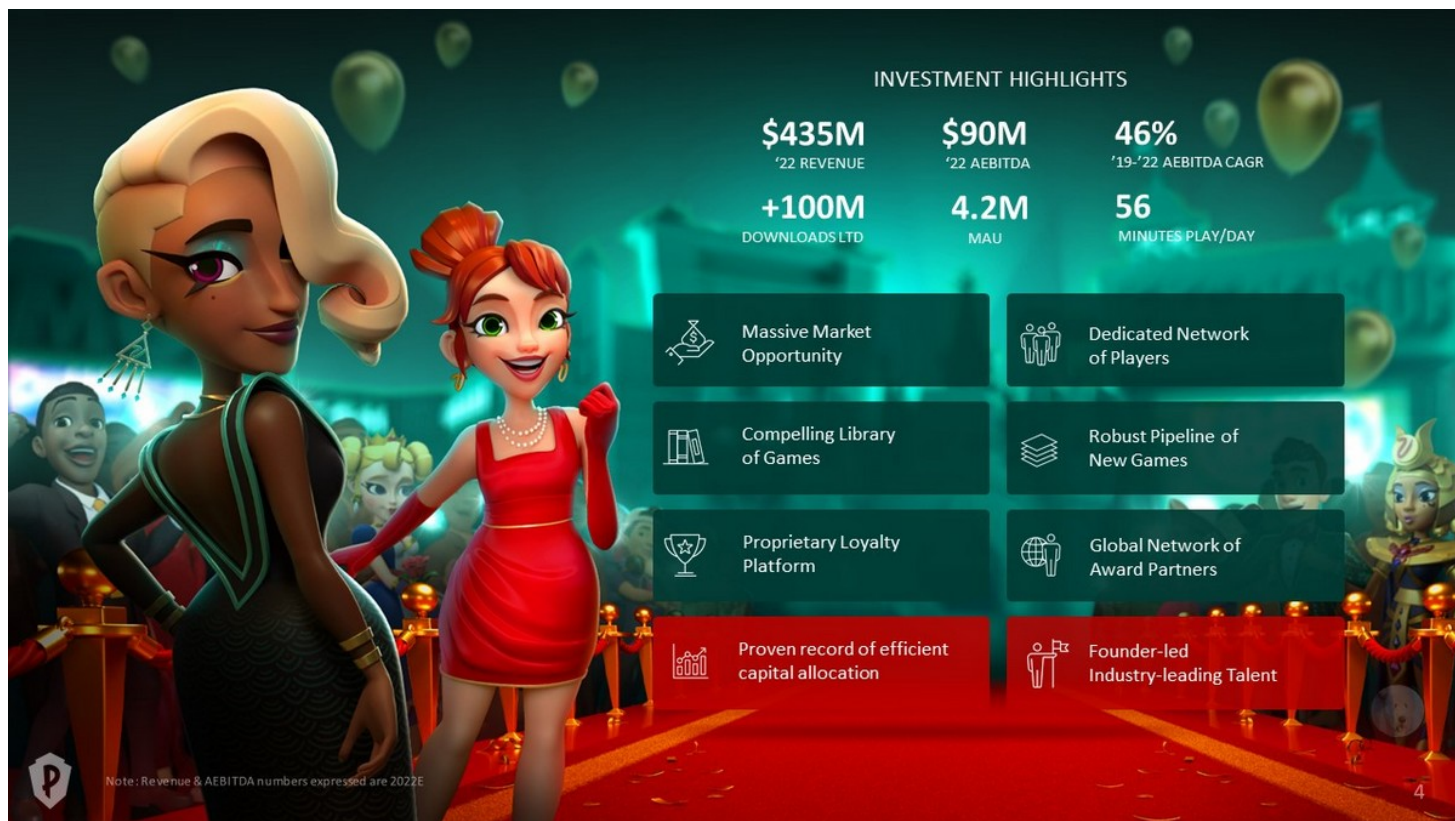 INVESTMENT HIGHLIGHTS
$435M
'22 REVENUE
$90M
'22 AEBITDA
46%
'19-'22 AEBITDA CAGR
+100M
DOWNLOADS LTD
4.2M
MAU
56
MINUTES PLAY/DAY
Massive Market
Opportunity
Dedicated Network
of Players
Compelling Library
of Games
Robust Pipeline of
New Games
Proprietary Loyalty
Platform
Global Network of
Award Partners
Proven record of efficient
capital allocation
Founder-led
Industry-leading Talent
P
Note: Revenue & AEBITDA numbers expressed are 2022E
4